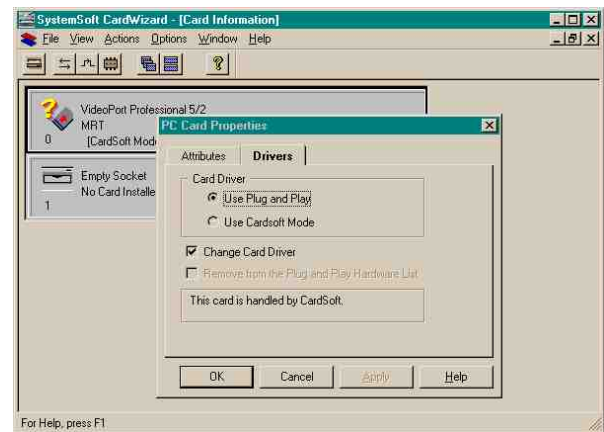 SystemSoft CardWizard - [Card Information]
File View Actions Options Window Help
VideoPort Professional 5/2
MRT
0 [CardSoft Mod
Empty Socket
No Card Installe
1
PC Card Properties
Attributes Drivers
Card Driver
Use Plug and Play
Use Cardsoft Mode
Change Card Driver
Remove from the Plug and Play Hardware List
This card is handled by CardSoft.
OK Cancel Apply Help
For Help, press F1